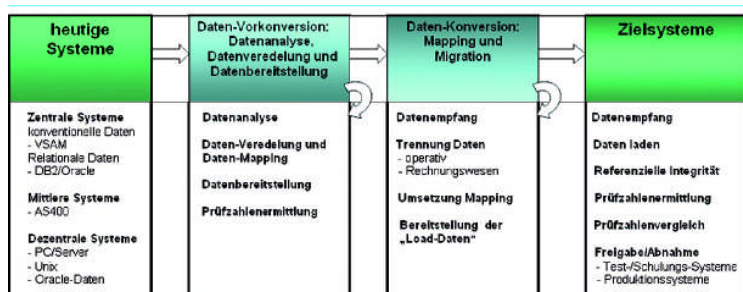 heutige
Systeme
Zentrale Systeme
konventionelle Daten
- VSAM
Relationale Daten
- DB2/Oracle
Mittlere Systeme
- AS400
Dezentrale Systeme
- PC/Server
- Unix
- Oracle-Daten
Daten-Vorkonversion:
Datenanalyse,
Datenveredelung und
Datenbereitstellung
Datenanalyse
Daten-Veredelung und
Daten-Mapping
Datenbereitstellung
Prüfzahlenermittlung
Daten-Konversion:
Mapping und
Migration
Datenempfang
Trennung Daten
- operativ
- Rechnungswesen
Umsetzung Mapping
Bereitstellung der
„Load-Daten“
Zielsysteme
Datenempfang
Daten laden
Referenzielle Integrität
Prüfzahlenermittlung
Prüfzahlenvergleich
Freigabe/Abnahme
- Test-/Schulungs-Systeme
- Produktionssysteme